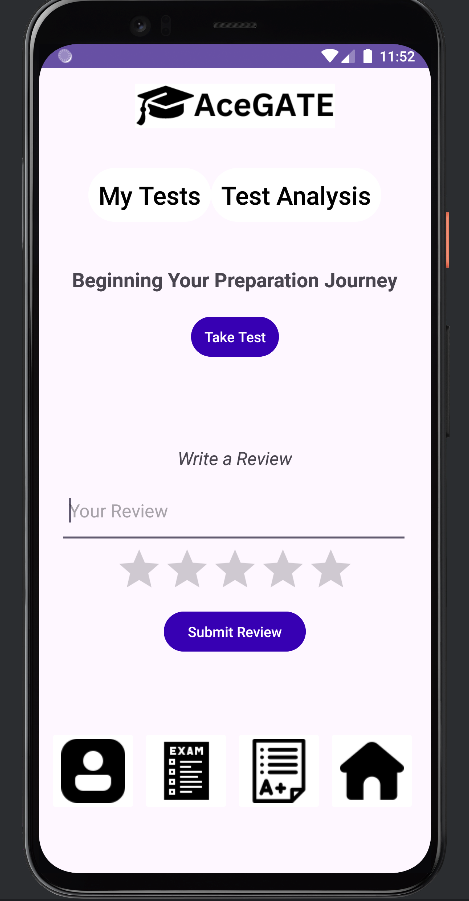 11:52
AceGATE
My Tests Test Analysis
Beginning Your Preparation Journey
Take Test
Write a Review
Your Review
Submit Review
EXAM
A+